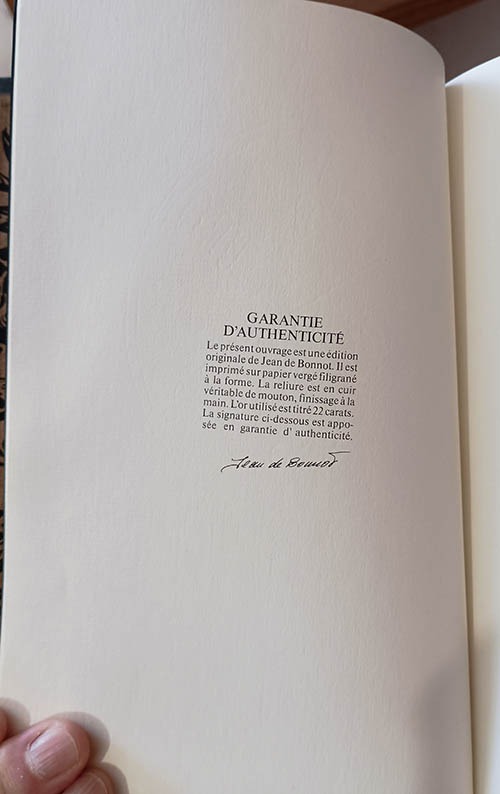 GARANTIE
D'AUTHENTICITÉ
Le présent ouvrage est une édition
originale de Jean de Bonnot. Il est
imprimé sur papier vergé filigrané
à la forme. La reliure est en cuir
véritable de mouton, finissage à la
main. L'or utilisé est titré 22 carats.
La signature ci-dessous est appo-
sée en garantie d'authenticité.
Jean de Bonnot